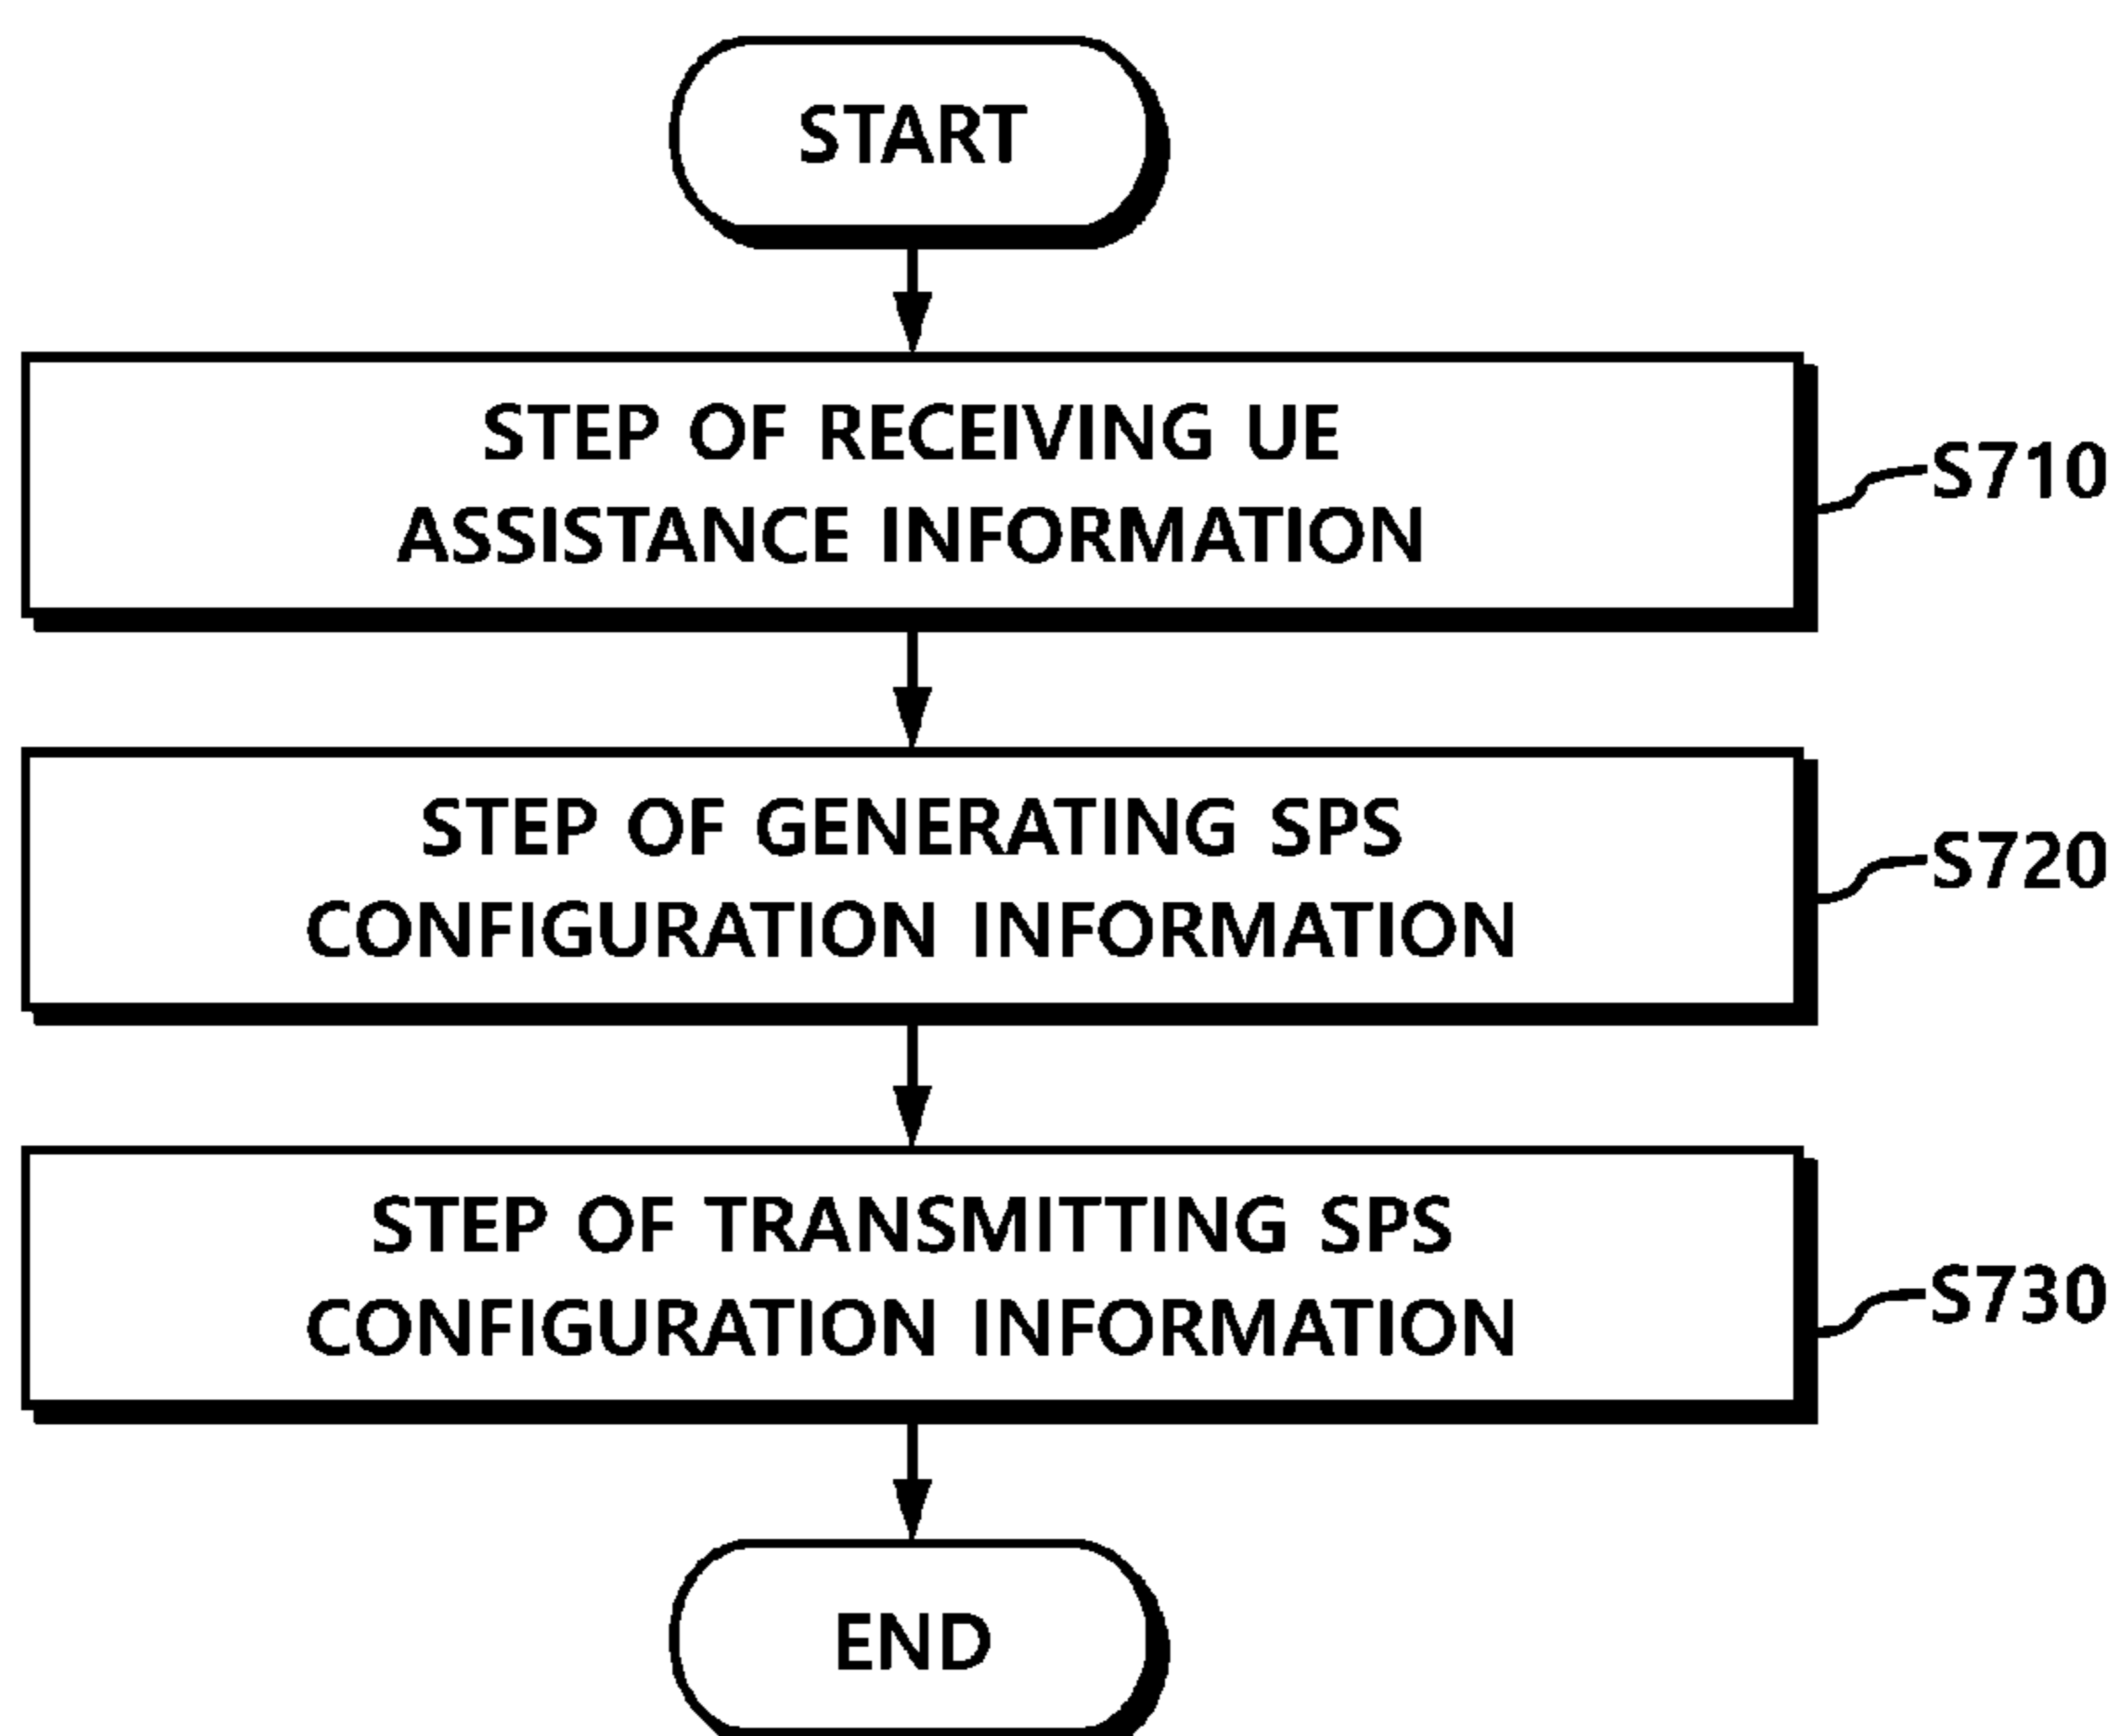 START
STEP OF RECEIVING UE
ASSISTANCE INFORMATION
S710
STEP OF GENERATING SPS
CONFIGURATION INFORMATION
S720
STEP OF TRANSMITTING SPS
CONFIGURATION INFORMATION
S730
END